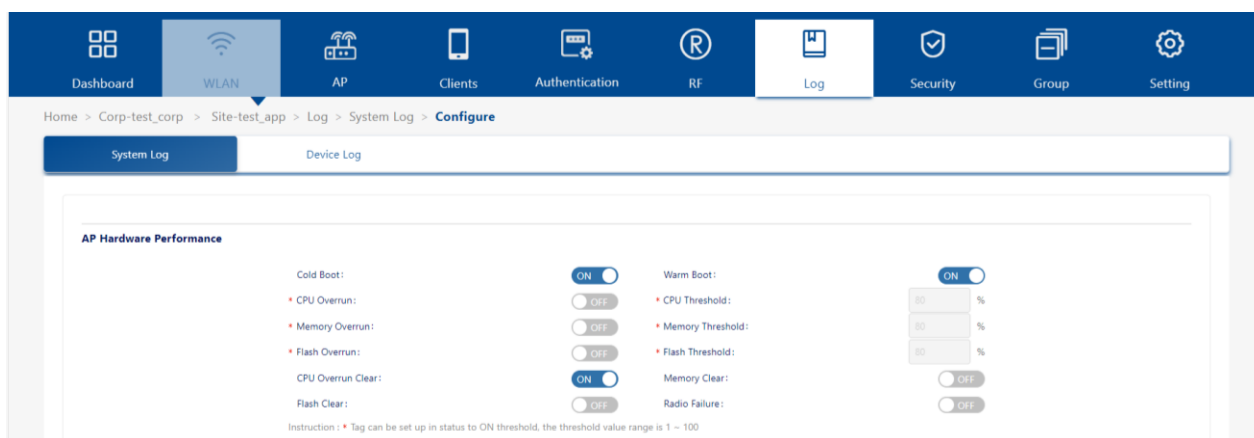 Dashboard WLAN AP Clients Authentication RF Log Security Group Setting
Home > Corp-test_corp > Site-test_app > Log > System Log > Configure
System Log Device Log
AP Hardware Performance
Cold Boot: ON Warm Boot: ON
* CPU Overrun: OFF * CPU Threshold: 80 %
* Memory Overrun: OFF * Memory Threshold: 80 %
* Flash Overrun: OFF * Flash Threshold: 80 %
CPU Overrun Clear: ON Memory Clear: OFF
Flash Clear: OFF Radio Failure: OFF
Instruction : * Tag can be set up in status to ON threshold, the threshold value range is 1 ~ 100